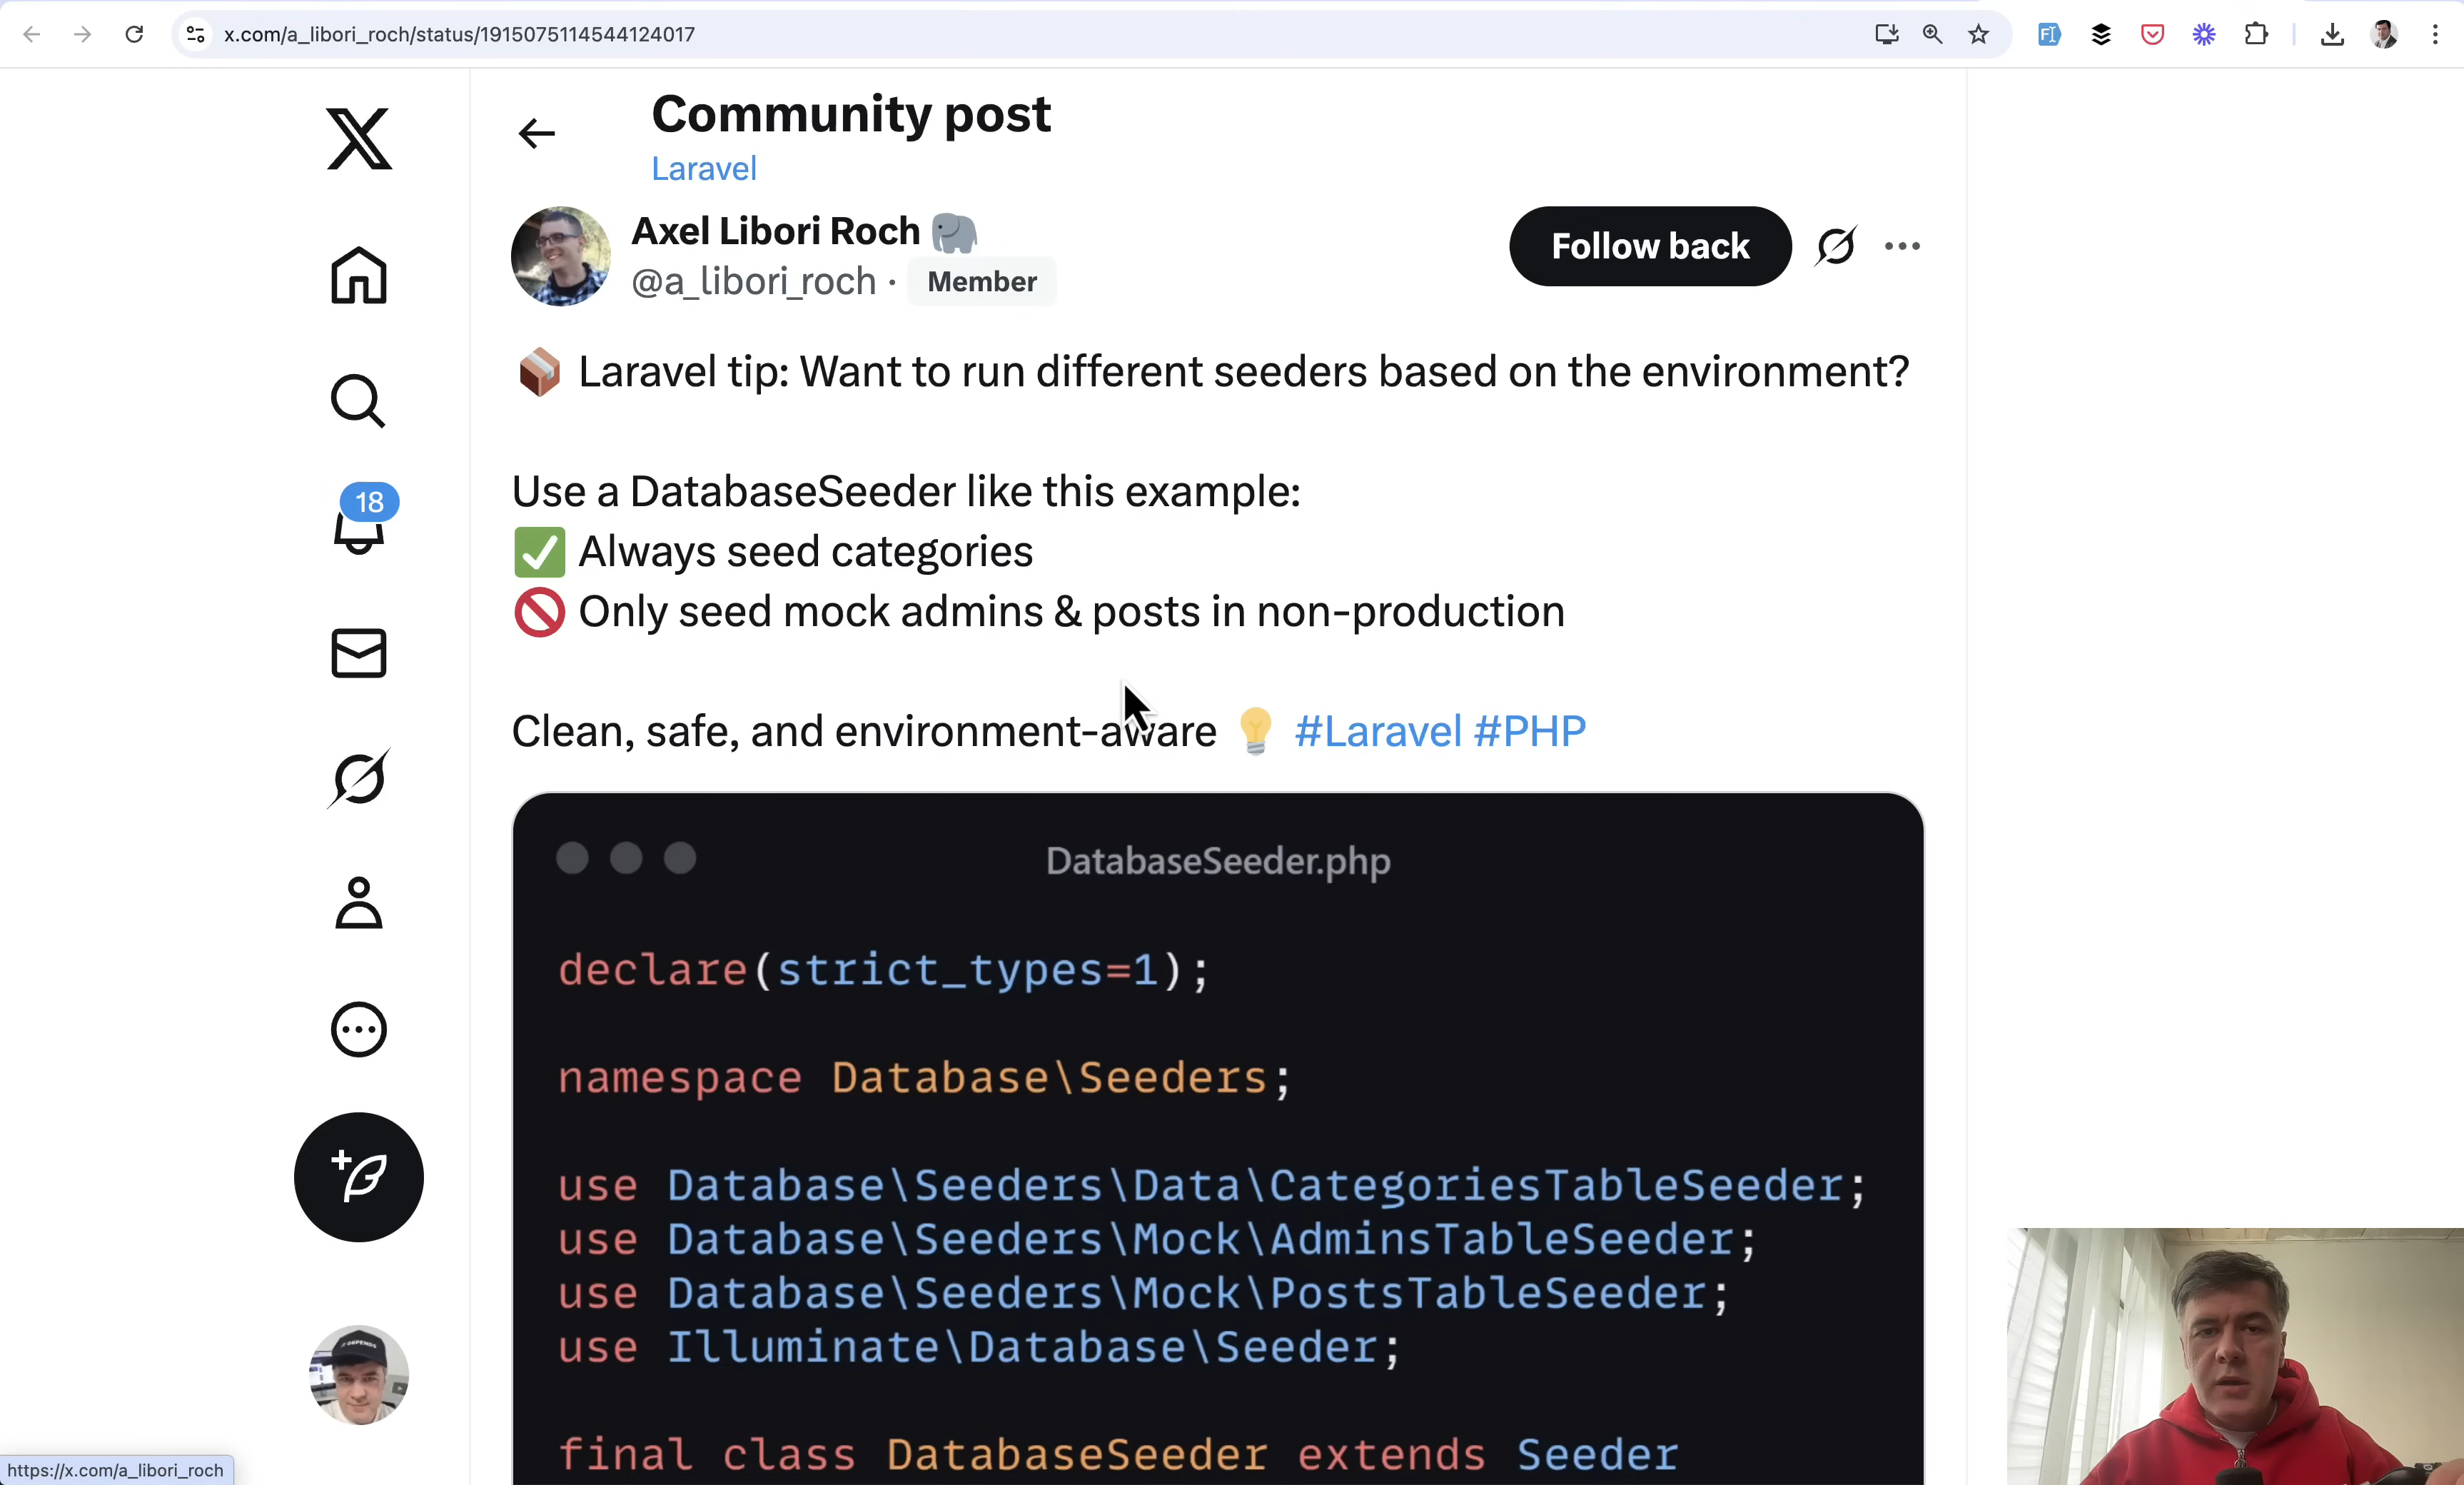 x.com/a_libori_roch/status/1915075114544124017
Community post
Laravel
Axel Libori Roch
@a_libori_roch · Member
Follow back
Laravel tip: Want to run different seeders based on the environment?
Use a DatabaseSeeder like this example:
Always seed categories
Only seed mock admins & posts in non-production
Clean, safe, and environment-aware #Laravel #PHP
18
DatabaseSeeder.php
declare(strict_types=1);
namespace Database\Seeders;
use Database\Seeders\Data\CategoriesTableSeeder;
use Database\Seeders\Mock\AdminsTableSeeder;
use Database\Seeders\Mock\PostsTableSeeder;
use Illuminate\Database\Seeder;
final class DatabaseSeeder extends Seeder
https://x.com/a_libori_roch